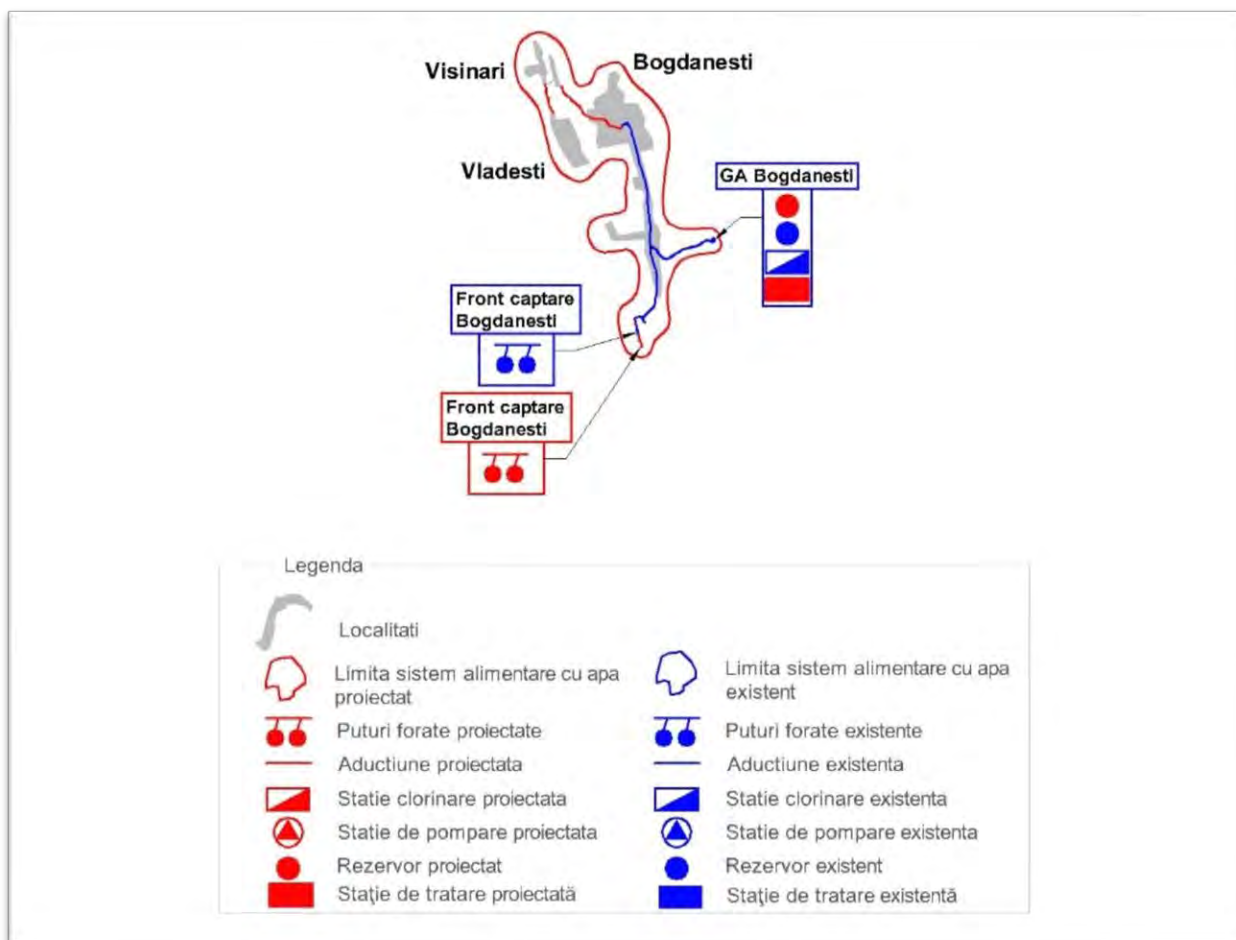 Visinari
Bogdanesti
Vladesti
GA Bogdanesti
Front captare
Bogdanesti
Front captare
Bogdanesti
Legenda
Localitati
Limita sistem alimentare cu apa
proiectat
Puturi forate proiectate
Aductiune proiectata
Statie clorinare proiectata
Statie de pompare proiectata
Rezervor proiectat
Staţie de tratare proiectată
Limita sistem alimentare cu apa
existent
Puturi forate existente
Aductiune existenta
Statie clorinare existenta
Statie de pompare existenta
Rezervor existent
Staţie de tratare existentă